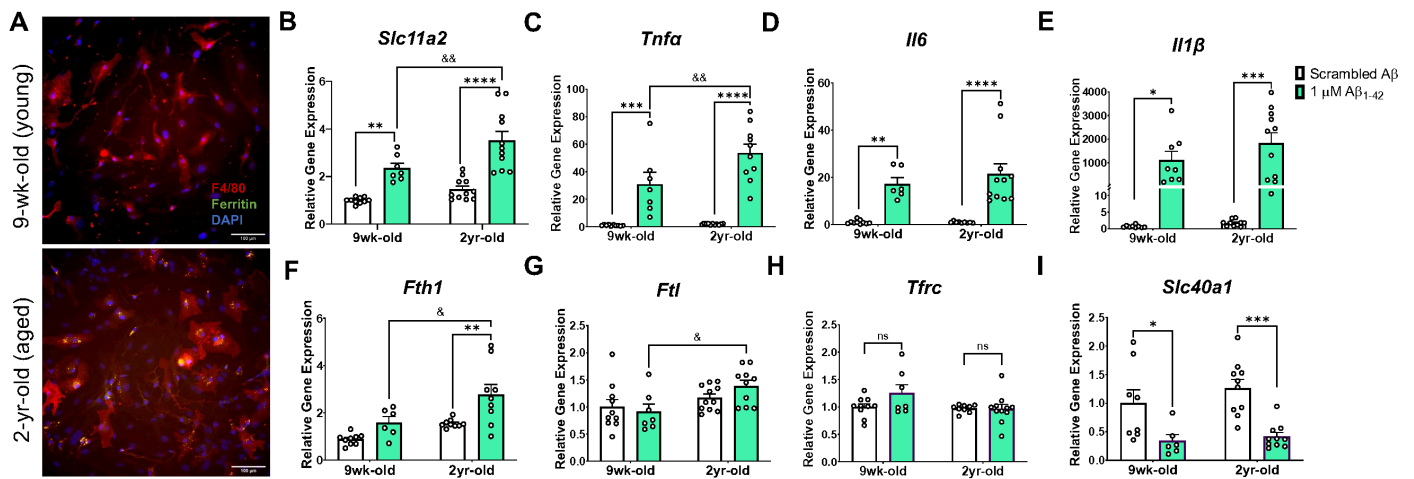 A
9-wk-old (young)
F4/80
Ferritin
DAPI
100 μm
2-yr-old (aged)
100 μm
B
Slc11a2
Relative Gene Expression
6
4
2
0
**
****
&&
9wk-old
2yr-old
C
Tnfα
Relative Gene Expression
100
80
60
40
20
0
***
****
&&
9wk-old
2yr-old
D
Il6
Relative Gene Expression
60
40
20
0
**
****
9wk-old
2yr-old
E
Il1β
Relative Gene Expression
4000
3000
2000
1000
10
5
0
*
***
9wk-old
2yr-old
Scrambled Aβ
1 μM Aβ1-42
F
Fth1
Relative Gene Expression
6
4
2
0
&
**
9wk-old
2yr-old
G
Ftl
Relative Gene Expression
2.5
2.0
1.5
1.0
0.5
0.0
&
9wk-old
2yr-old
H
Tfrc
Relative Gene Expression
2.5
2.0
1.5
1.0
0.5
0.0
ns
ns
9wk-old
2yr-old
I
Slc40a1
Relative Gene Expression
2.5
2.0
1.5
1.0
0.5
0.0
*
***
9wk-old
2yr-old